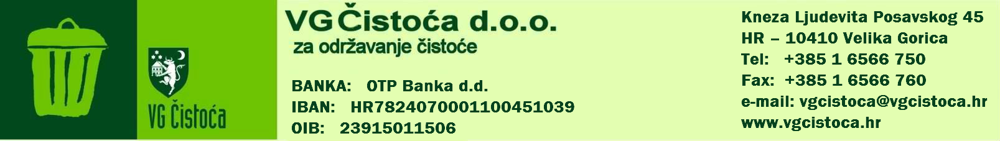 VG Čistoća
VG Čistoća d.o.o.
za održavanje čistoće
BANKA: OTP Banka d.d.
IBAN: HR7824070001100451039
OIB: 23915011506
Kneza Ljudevita Posavskog 45
HR – 10410 Velika Gorica
Tel: +385 1 6566 750
Fax: +385 1 6566 760
e-mail: vgcistoca@vgcistoca.hr
www.vgcistoca.hr